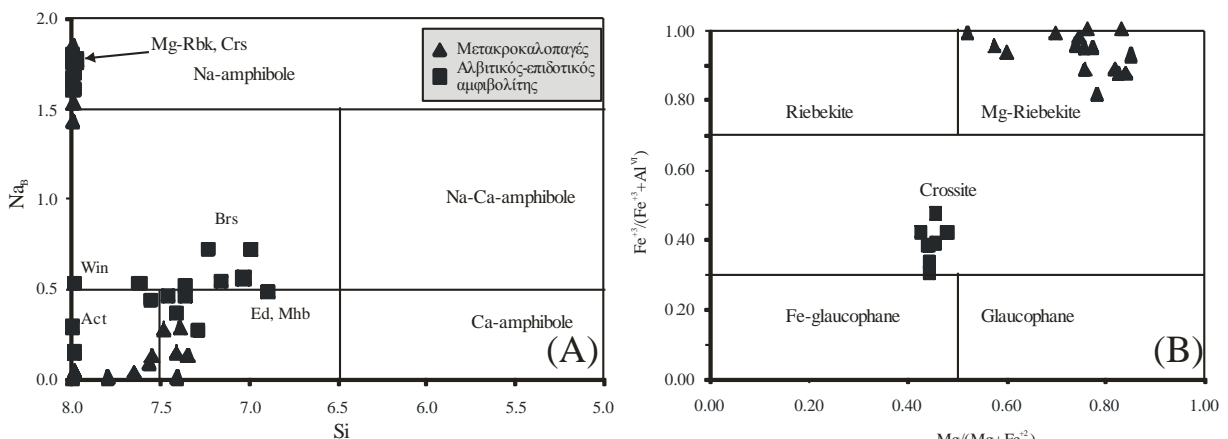 2.0
1.5
1.0
0.5
0.0
Na_B
Mg-Rbk, Crs
Na-amphibole
Μετακροκαλοπαγές
Αλβιτικός-επιδοτικός
αμφιβολίτης
Na-Ca-amphibole
Brs
Win
Act
Ed, Mhb
Ca-amphibole
(A)
8.0 7.5 7.0 6.5 6.0 5.5 5.0
Si
1.00
0.80
0.60
0.40
0.20
0.00
Fe⁺³/(Fe⁺³+Alⱽᴵ)
Riebekite
Mg-Riebekite
Crossite
Fe-glaucophane
Glaucophane
(B)
0.00 0.20 0.40 0.60 0.80 1.00
Mg/(Mg+Fe⁺²)